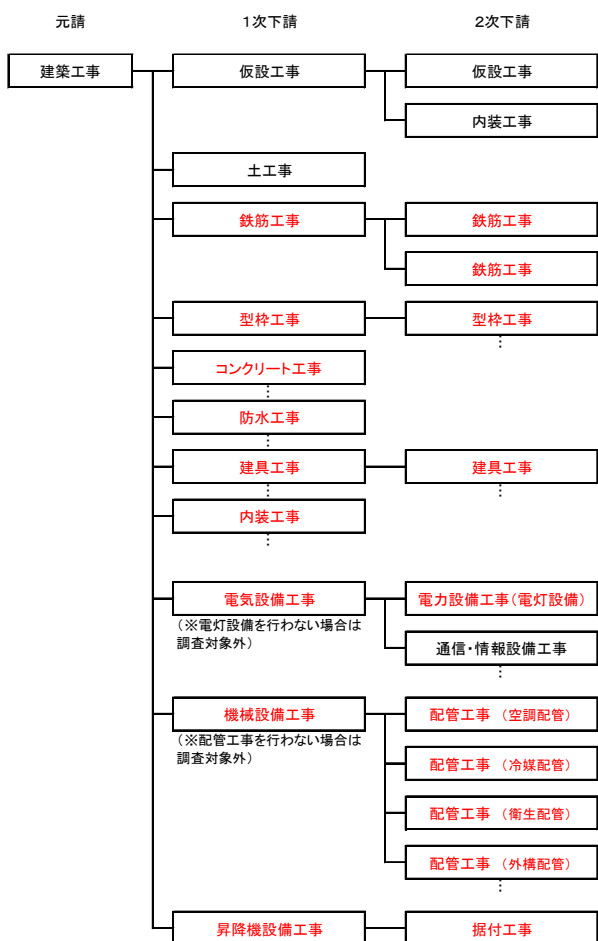 元請 1次下請 2次下請
建築工事 仮設工事 仮設工事
内装工事
土工事
鉄筋工事 鉄筋工事
鉄筋工事
型枠工事 型枠工事
⋮
コンクリート工事
⋮
防水工事
⋮
建具工事 建具工事
⋮ ⋮
内装工事
⋮
電気設備工事 電力設備工事(電灯設備)
(※電灯設備を行わない場合は
調査対象外)
通信・情報設備工事
⋮
機械設備工事 配管工事 (空調配管)
(※配管工事を行わない場合は
調査対象外)
配管工事 (冷媒配管)
配管工事 (衛生配管)
配管工事 (外構配管)
⋮
昇降機設備工事 据付工事